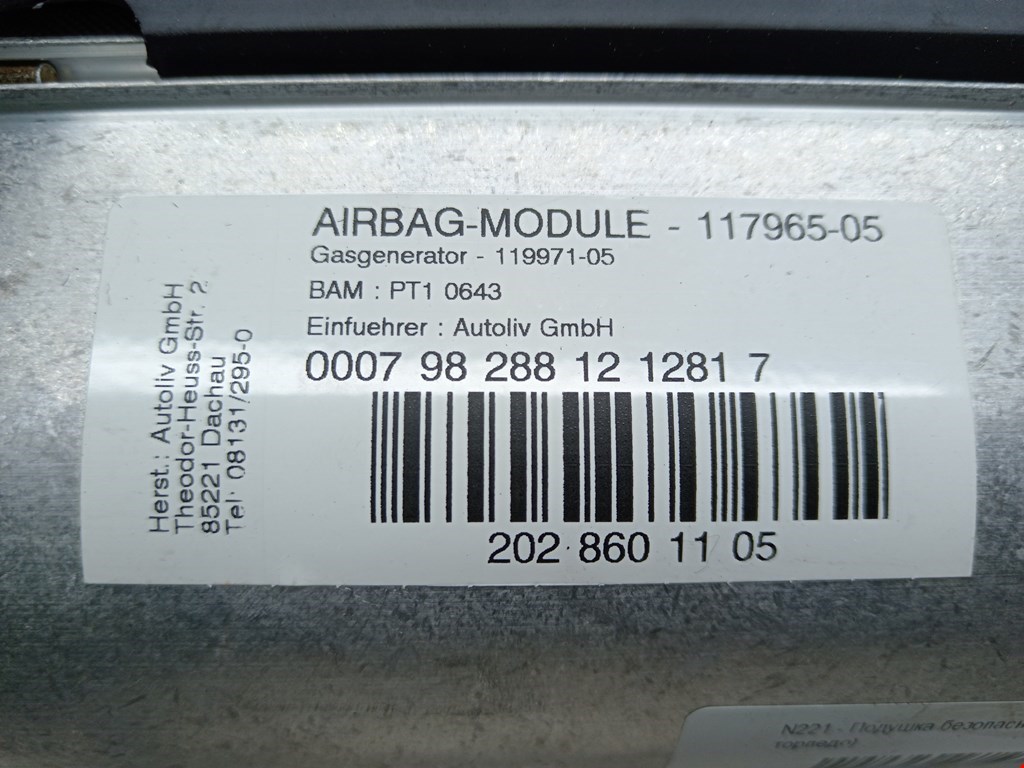 AIRBAG-MODULE - 117965-05
Gasgenerator - 119971-05
BAM : PT1 0643
Einfuehrer : Autoliv GmbH
0007 98 288 12 1281 7
202 860 11 05
Herst.: Autoliv GmbH
Theodor-Heuss-Str. 2
85221 Dachau
Tel: 08131/295-0
N221 - Подушка
торпедо)